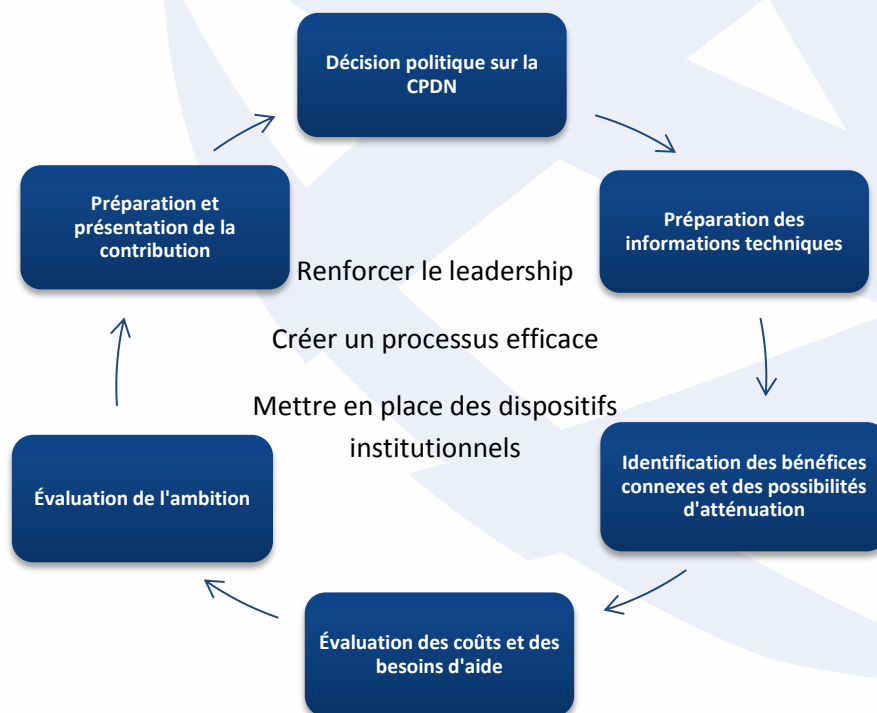 Décision politique sur la
CPDN
Préparation des
informations techniques
Identification des bénéfices
connexes et des possibilités
d'atténuation
Évaluation des coûts et des
besoins d'aide
Évaluation de l'ambition
Préparation et
présentation de la
contribution
Renforcer le leadership
Créer un processus efficace
Mettre en place des dispositifs
institutionnels